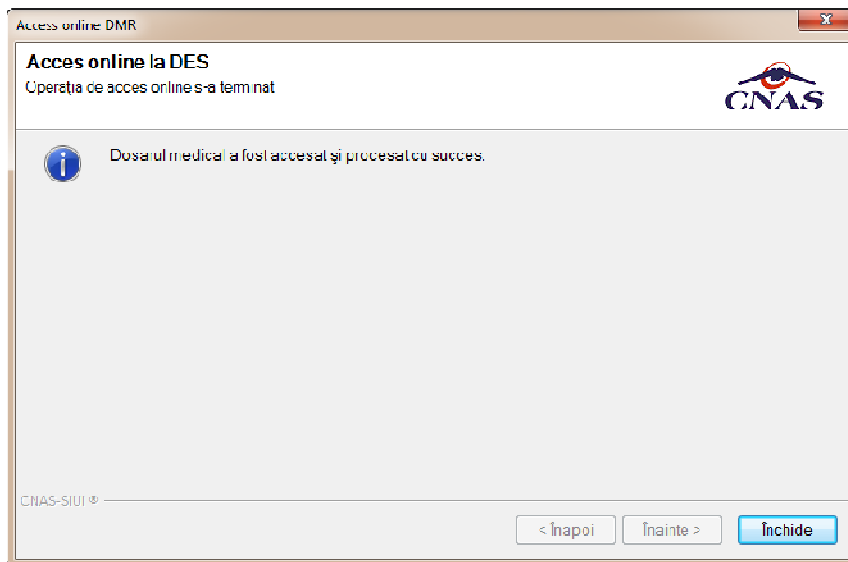 Access online DMR
Acces online la DES
Operația de acces online s-a terminat
CNAS
Dosarul medical a fost accesat și procesat cu succes.
CNAS-SIUI ®
< Înapoi
Înainte >
Închide